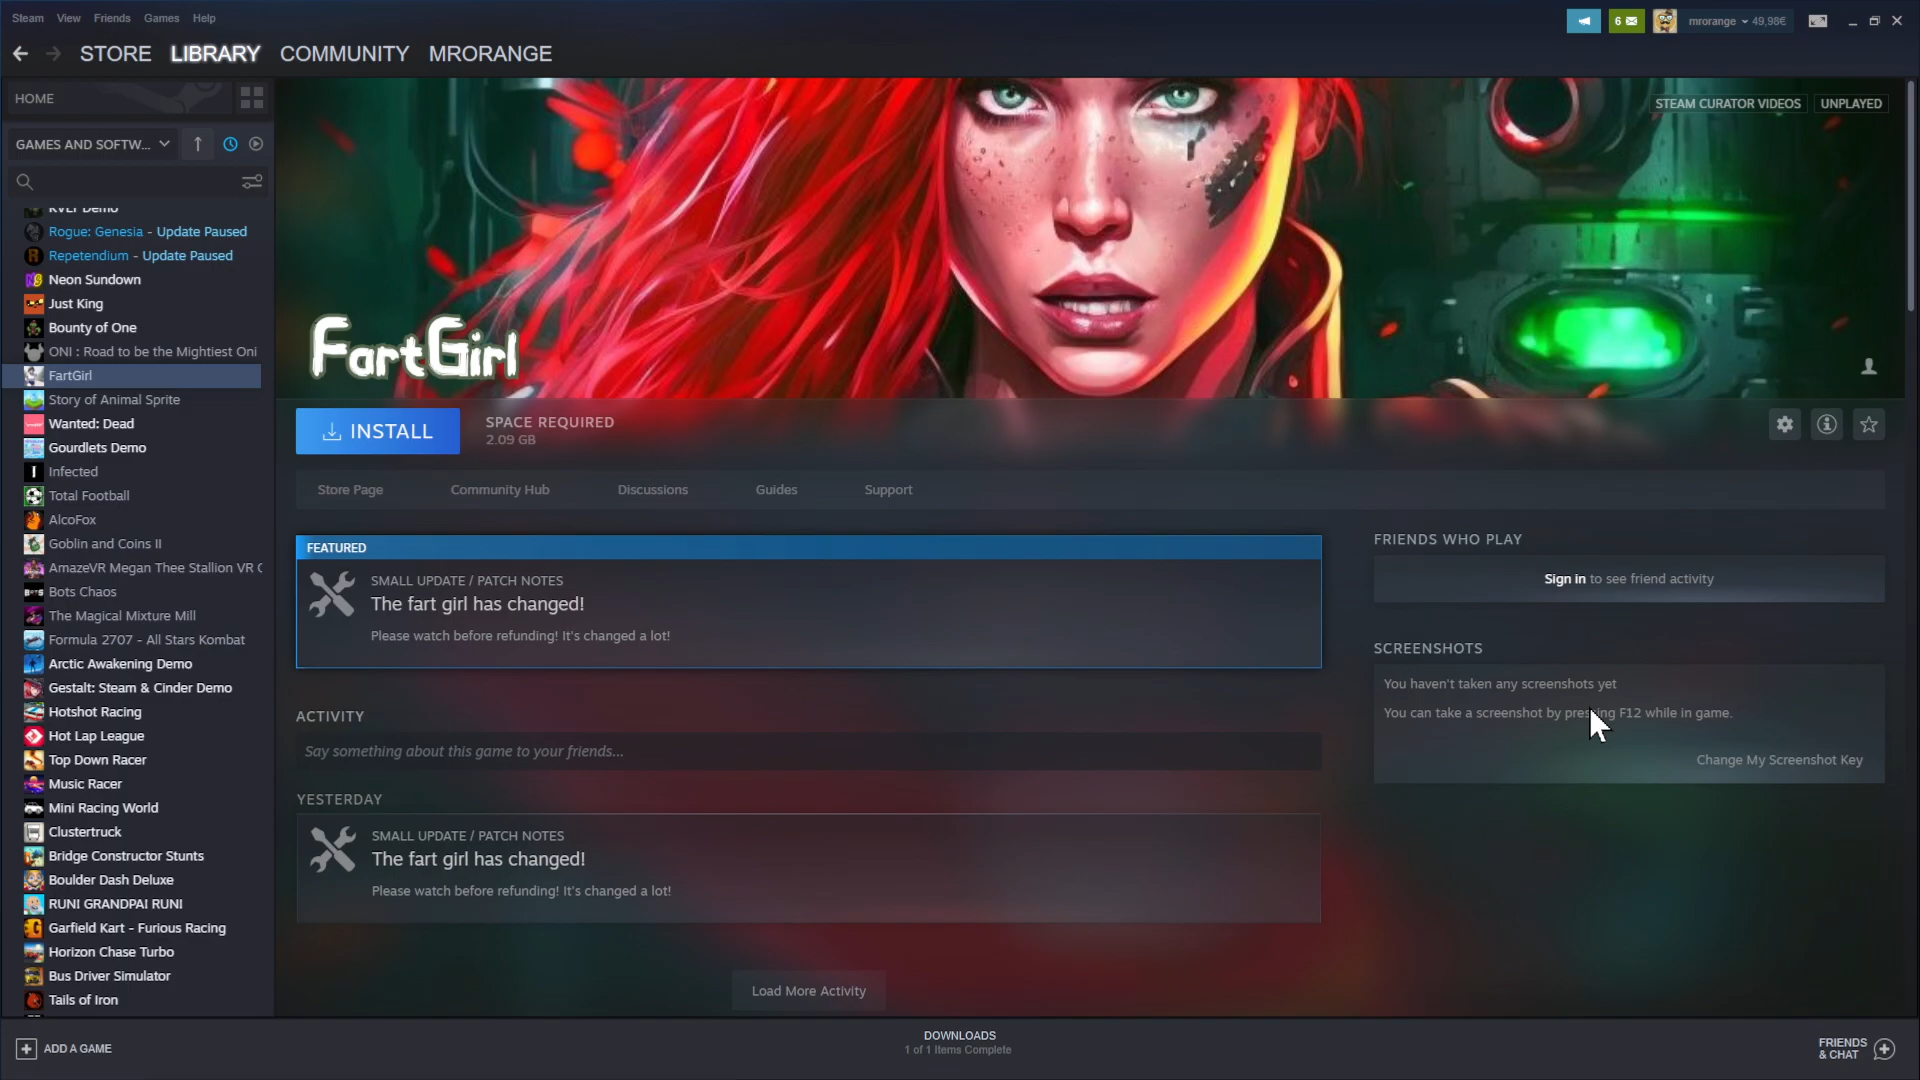 Steam View Friends Games Help
6
mrorange 49,98€
STORE LIBRARY COMMUNITY MRORANGE
HOME
GAMES AND SOFTW...
KVLT Demo
Rogue: Genesia - Update Paused
Repetendium - Update Paused
Neon Sundown
Just King
Bounty of One
ONI : Road to be the Mightiest Oni
FartGirl
Story of Animal Sprite
Wanted: Dead
Gourdlets Demo
Infected
Total Football
AlcoFox
Goblin and Coins II
AmazeVR Megan Thee Stallion VR C
Bots Chaos
The Magical Mixture Mill
Formula 2707 - All Stars Kombat
Arctic Awakening Demo
Gestalt: Steam & Cinder Demo
Hotshot Racing
Hot Lap League
Top Down Racer
Music Racer
Mini Racing World
Clustertruck
Bridge Constructor Stunts
Boulder Dash Deluxe
RUN! GRANDPA! RUN!
Garfield Kart - Furious Racing
Horizon Chase Turbo
Bus Driver Simulator
Tails of Iron
ADD A GAME
STEAM CURATOR VIDEOS UNPLAYED
FartGirl
INSTALL
SPACE REQUIRED
2.09 GB
Store Page Community Hub Discussions Guides Support
FEATURED
SMALL UPDATE / PATCH NOTES
The fart girl has changed!
Please watch before refunding! It's changed a lot!
ACTIVITY
Say something about this game to your friends...
YESTERDAY
SMALL UPDATE / PATCH NOTES
The fart girl has changed!
Please watch before refunding! It's changed a lot!
Load More Activity
FRIENDS WHO PLAY
Sign in to see friend activity
SCREENSHOTS
You haven't taken any screenshots yet
You can take a screenshot by pressing F12 while in game.
Change My Screenshot Key
DOWNLOADS
1 of 1 Items Complete
FRIENDS
& CHAT